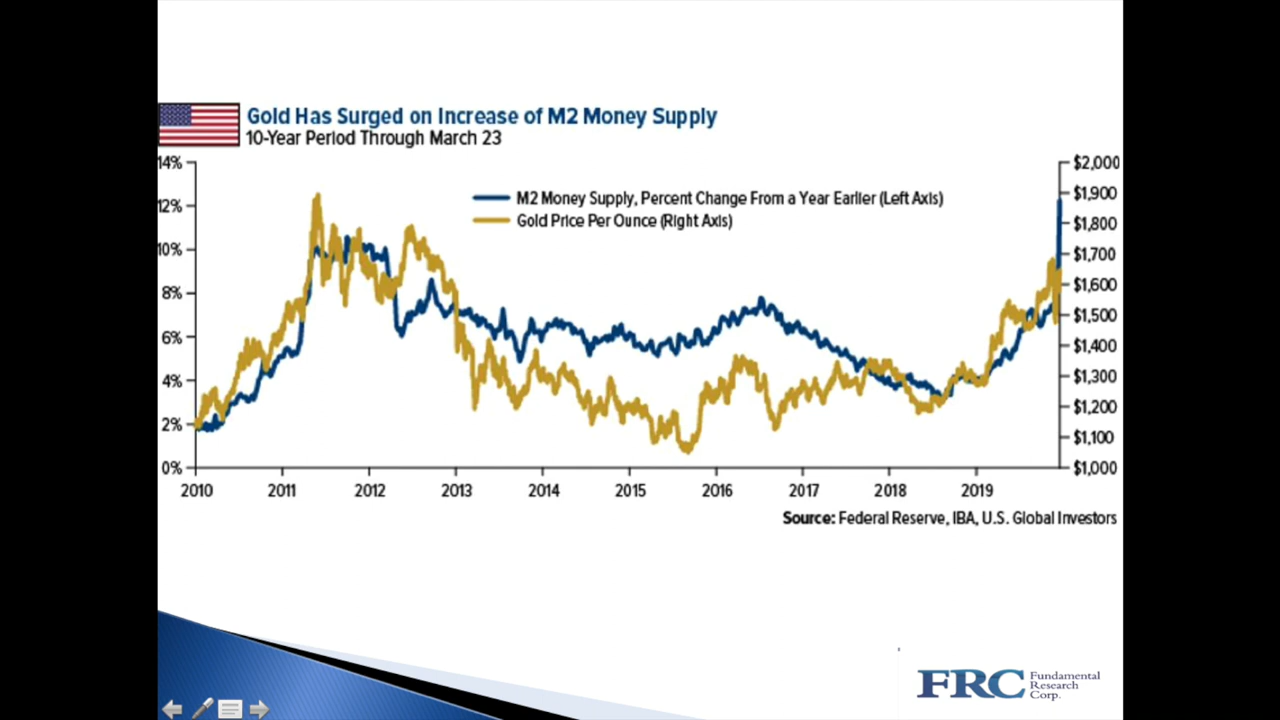 Gold Has Surged on Increase of M2 Money Supply
10-Year Period Through March 23
14%
12%
10%
8%
6%
4%
2%
0%
M2 Money Supply, Percent Change From a Year Earlier (Left Axis)
Gold Price Per Ounce (Right Axis)
$2,000
$1,900
$1,800
$1,700
$1,600
$1,500
$1,400
$1,300
$1,200
$1,100
$1,000
2010 2011 2012 2013 2014 2015 2016 2017 2018 2019
Source: Federal Reserve, IBA, U.S. Global Investors
FRC
Fundamental
Research
Corp.